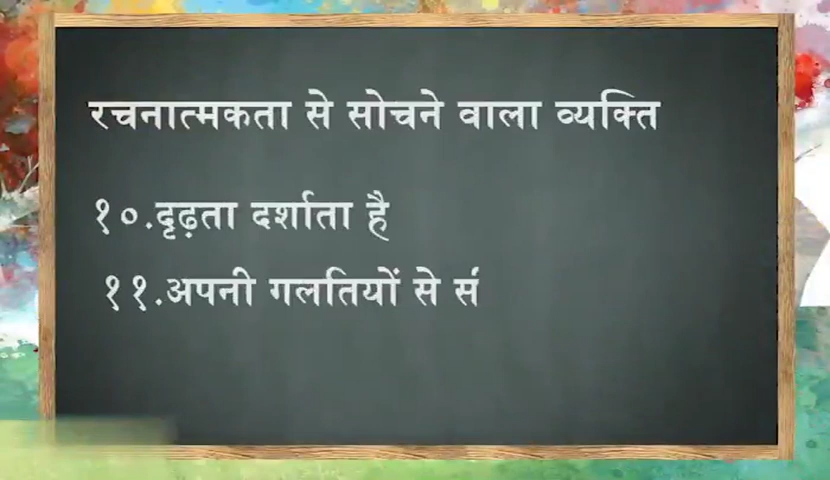 रचनात्मकता से सोचने वाला व्यक्ति
१०.दृढ़ता दर्शाता है
११.अपनी गलतियों से सं